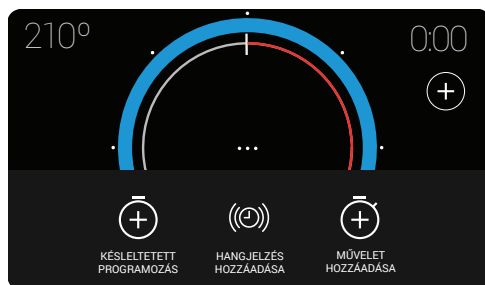 210º
0:00
...
KÉSLELTETETT
PROGRAMOZÁS
HANGJELZÉS
HOZZÁADÁSA
MŰVELET
HOZZÁADÁSA